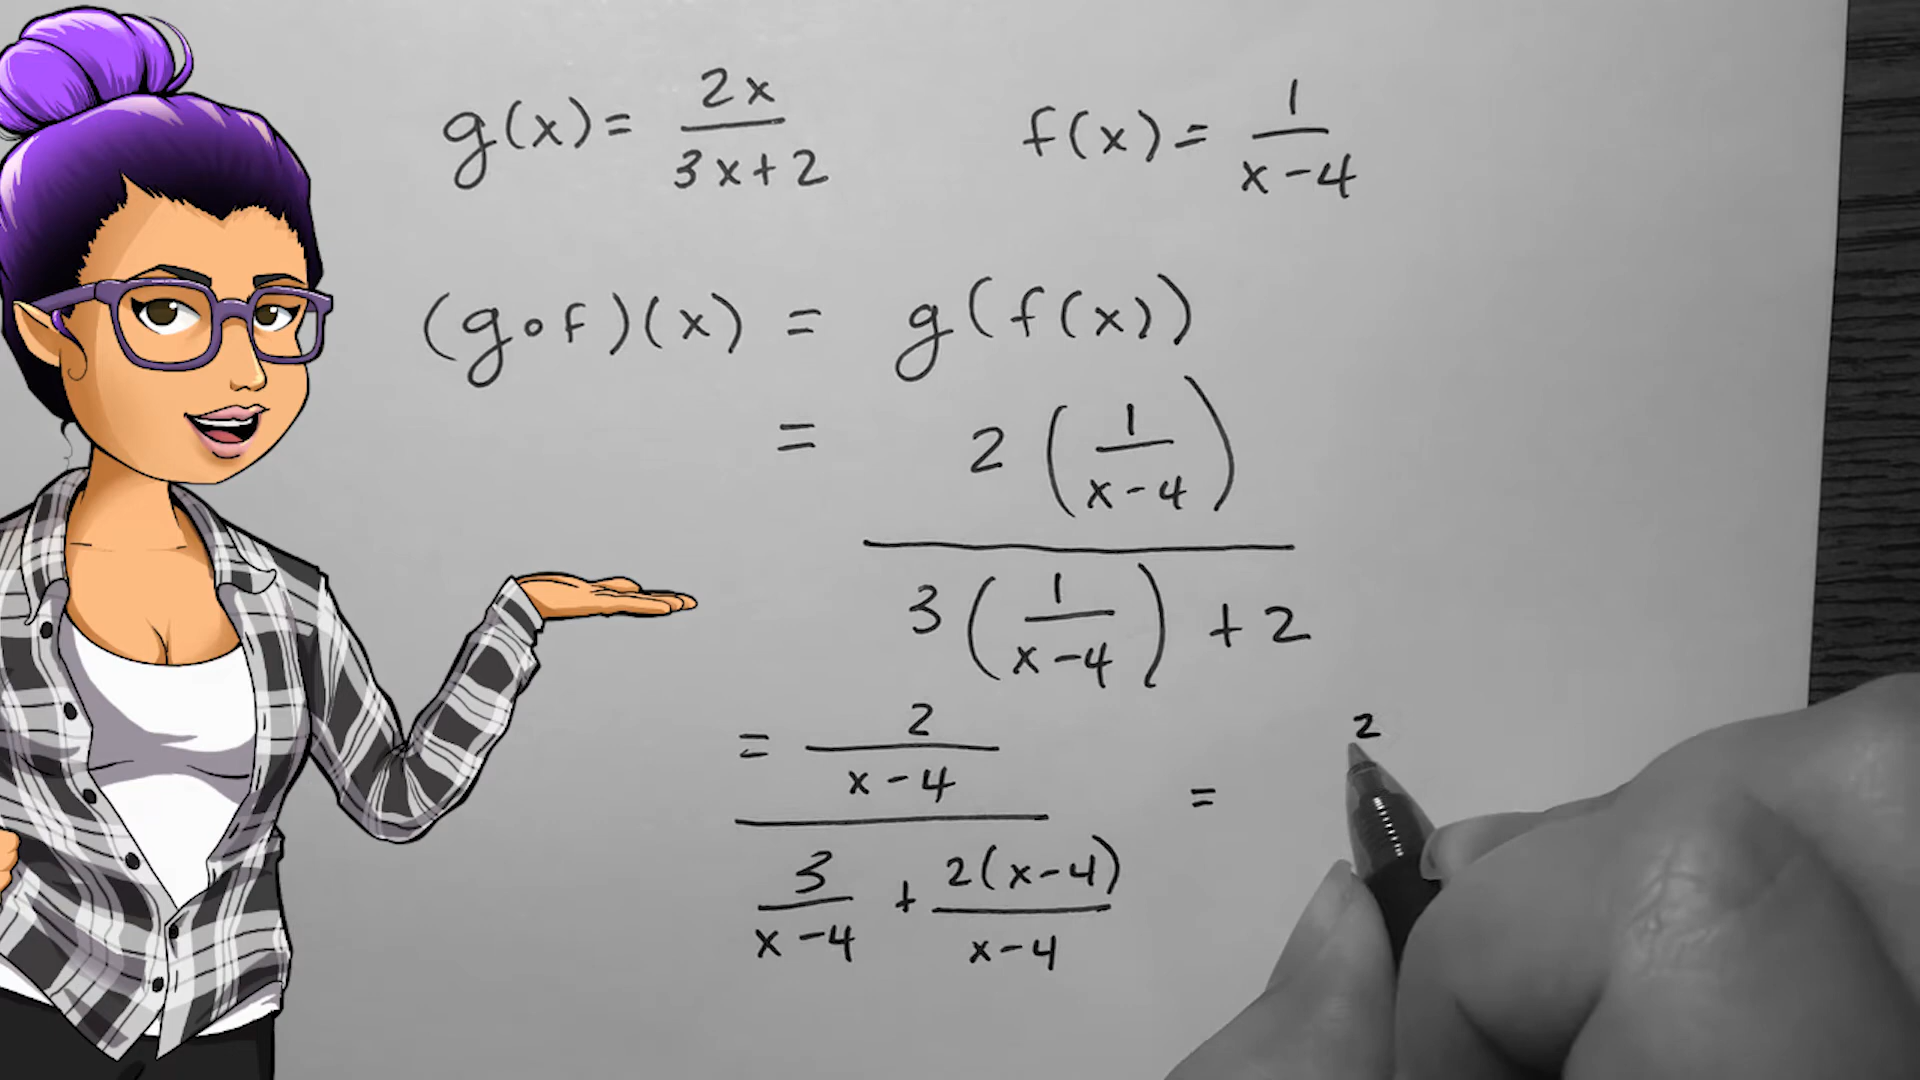 g(x) = 2x / 3x+2    f(x) = 1 / x-4
(g∘f)(x) = g(f(x))
= 2(1 / x-4) / 3(1 / x-4) + 2
= 2 / x-4 / 3 / x-4 + 2(x-4) / x-4 = 2